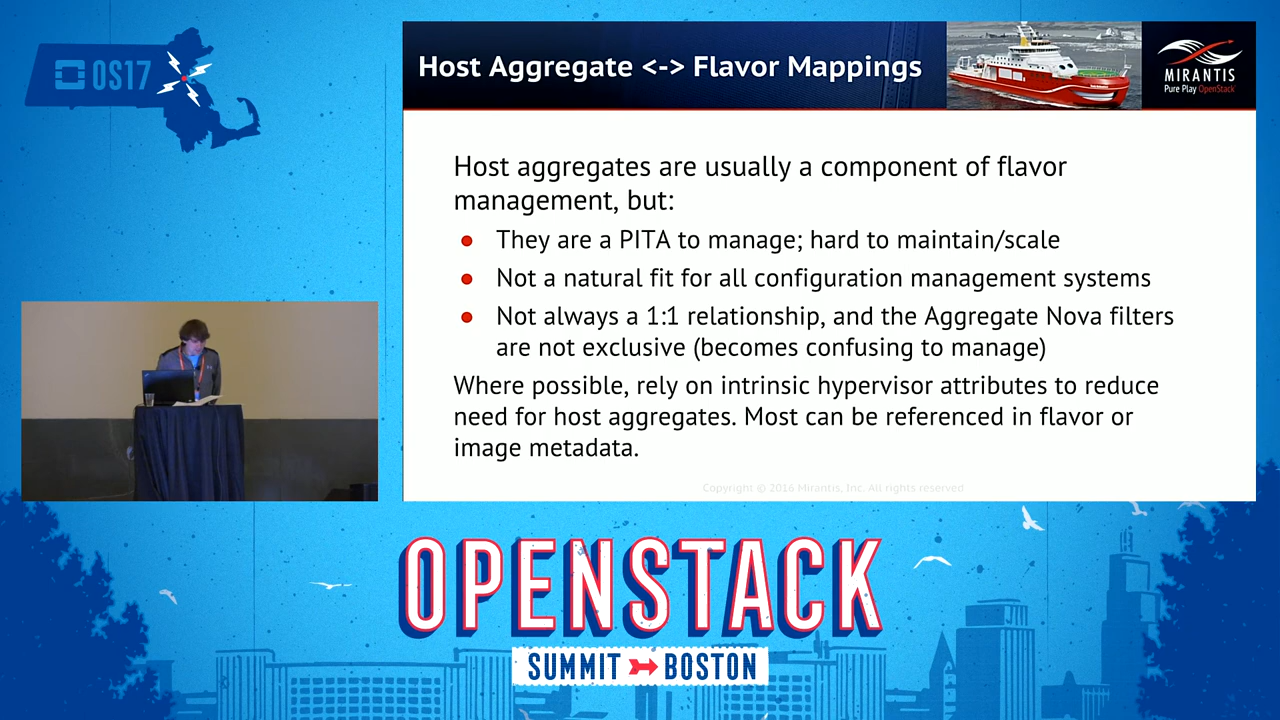 OS17
Host Aggregate <-> Flavor Mappings
MIRANTIS
Pure Play OpenStack
Host aggregates are usually a component of flavor
management, but:
They are a PITA to manage; hard to maintain/scale
Not a natural fit for all configuration management systems
Not always a 1:1 relationship, and the Aggregate Nova filters
are not exclusive (becomes confusing to manage)
Where possible, rely on intrinsic hypervisor attributes to reduce
need for host aggregates. Most can be referenced in flavor or
image metadata.
Copyright © 2016 Mirantis, Inc. All rights reserved
OPENSTACK
SUMMIT BOSTON